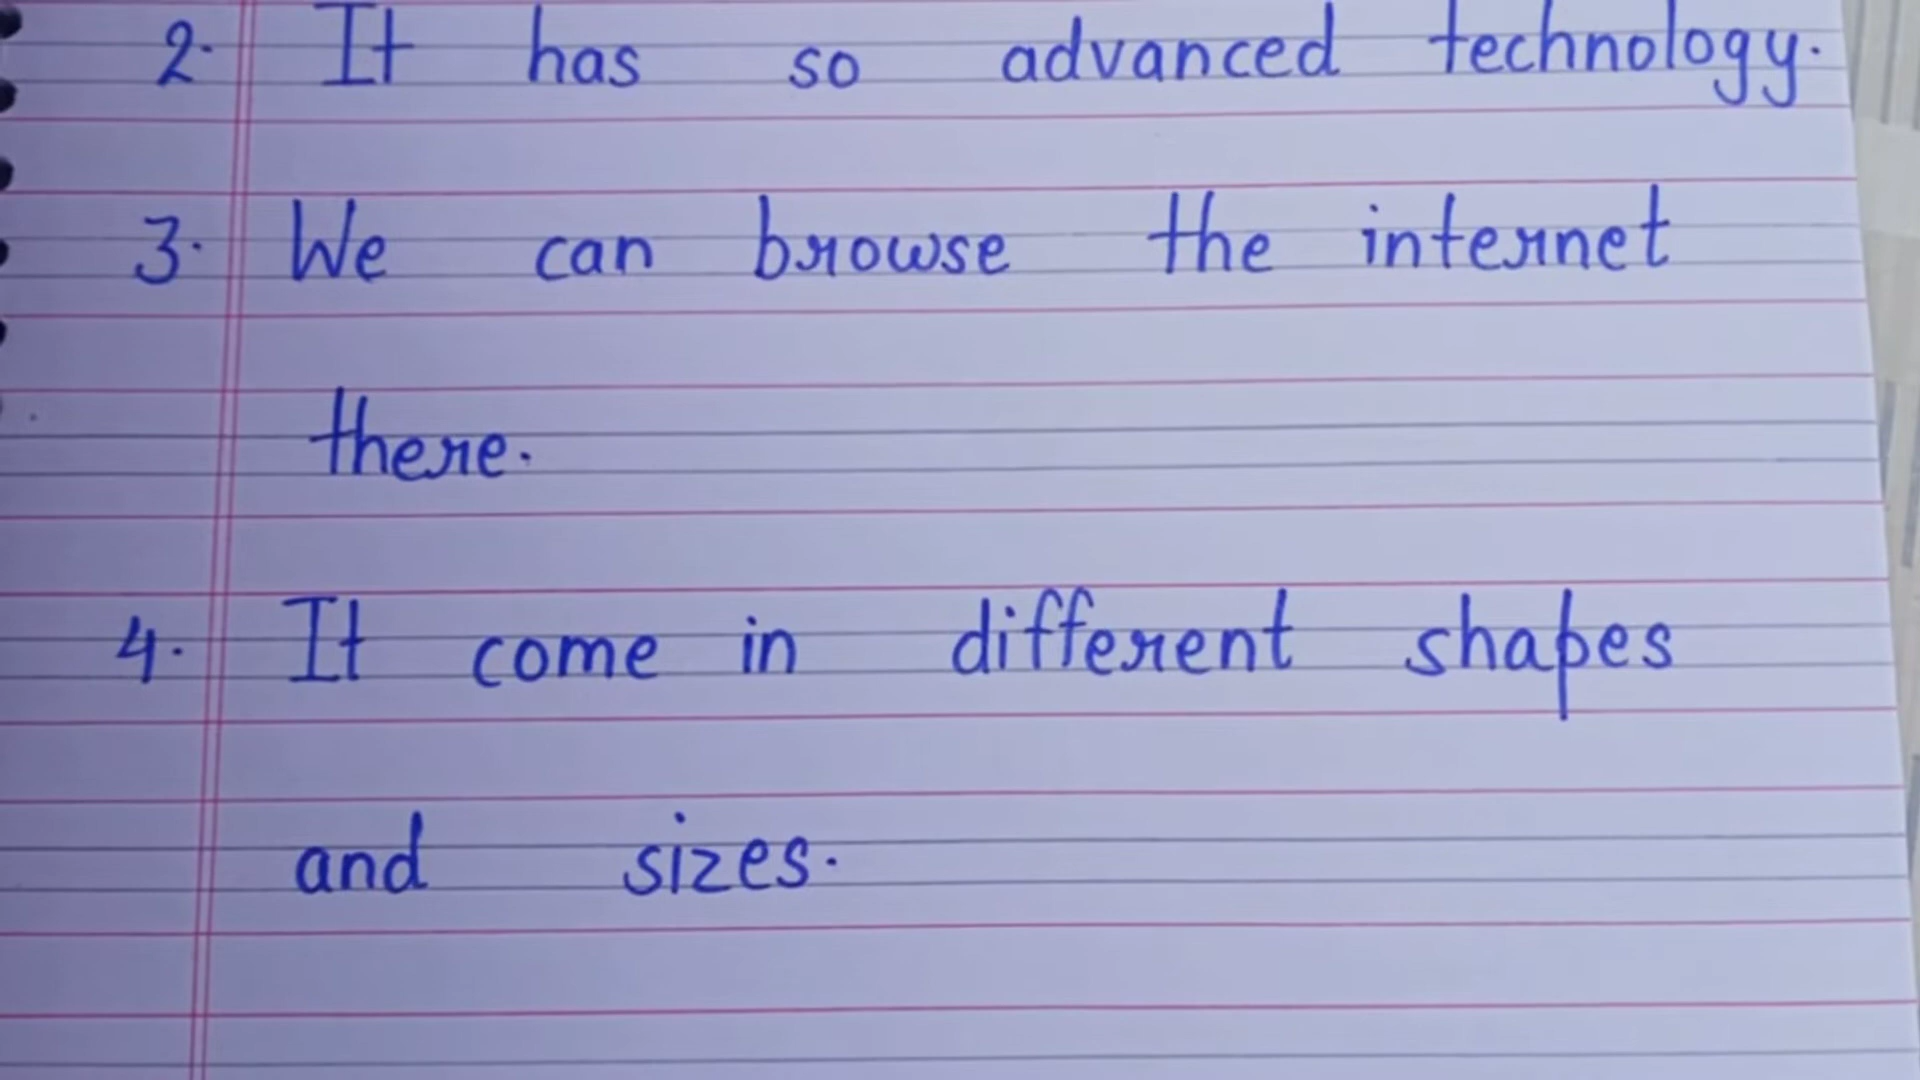 2. It has so advanced technology.
3. We can browse the internet
there.
4. It come in different shapes
and sizes.